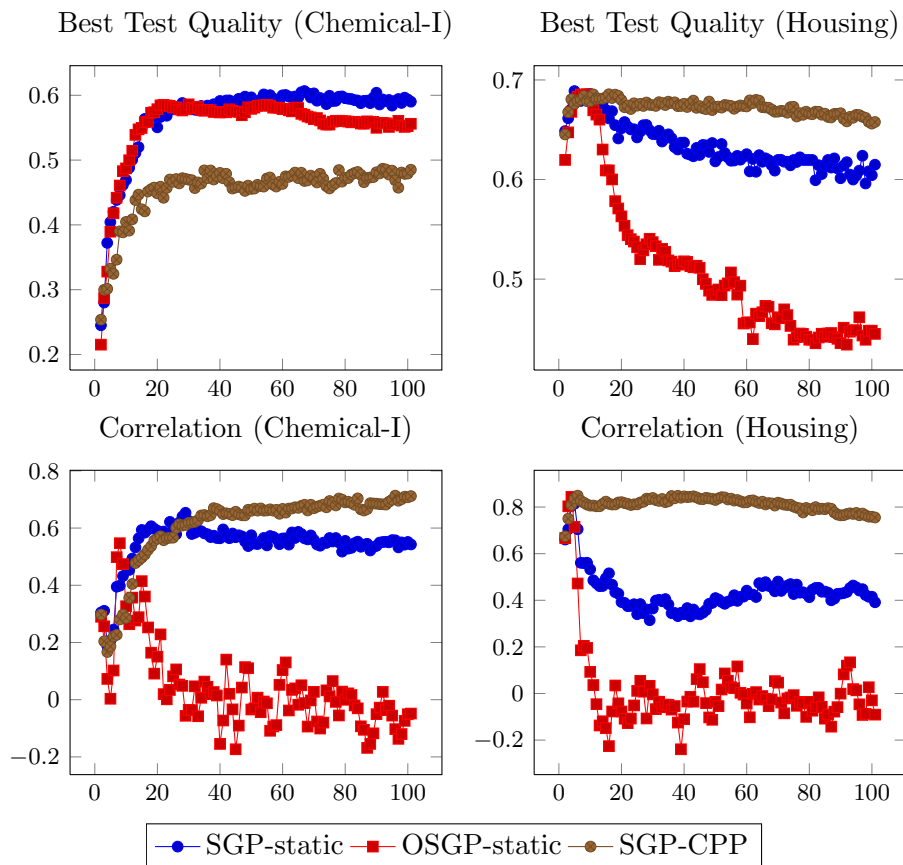 Best Test Quality (Chemical-I)
0.6
0.5
0.4
0.3
0.2
0 20 40 60 80 100
Best Test Quality (Housing)
0.7
0.6
0.5
0 20 40 60 80 100
Correlation (Chemical-I)
0.8
0.6
0.4
0.2
0
−0.2
0 20 40 60 80 100
Correlation (Housing)
0.8
0.6
0.4
0.2
0
−0.2
0 20 40 60 80 100
SGP-static OSGP-static SGP-CPP